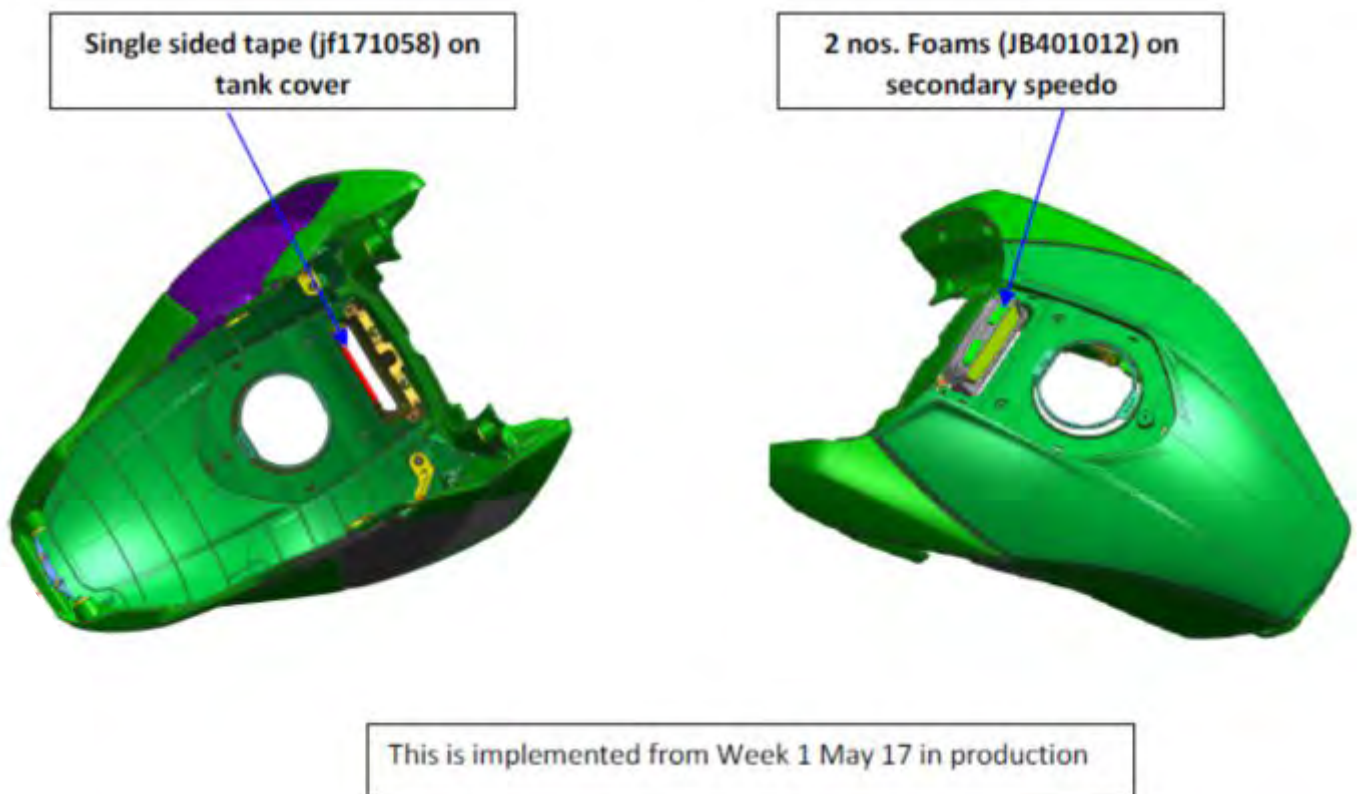 Single sided tape (jf171058) on
tank cover
2 nos. Foams (JB401012) on
secondary speedo
This is implemented from Week 1 May 17 in production